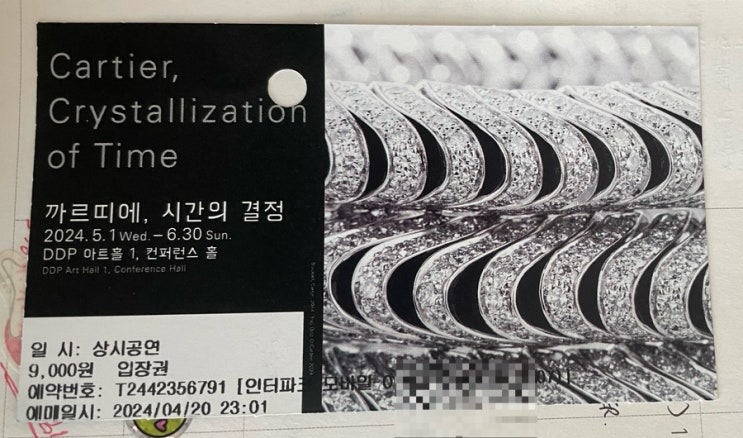 Cartier,
Crystallization
of Time
까르띠에, 시간의 결정
2024.5.1 Wed. – 6.30 Sun.
DDP 아트홀 1, 컨퍼런스 홀
DDP Art Hall 1, Conference Hall
일 시: 상시공연
9,000원 입장권
예약번호: T2442356791 [인터파크 모바일
예매일시: 2024/04/20 23:01